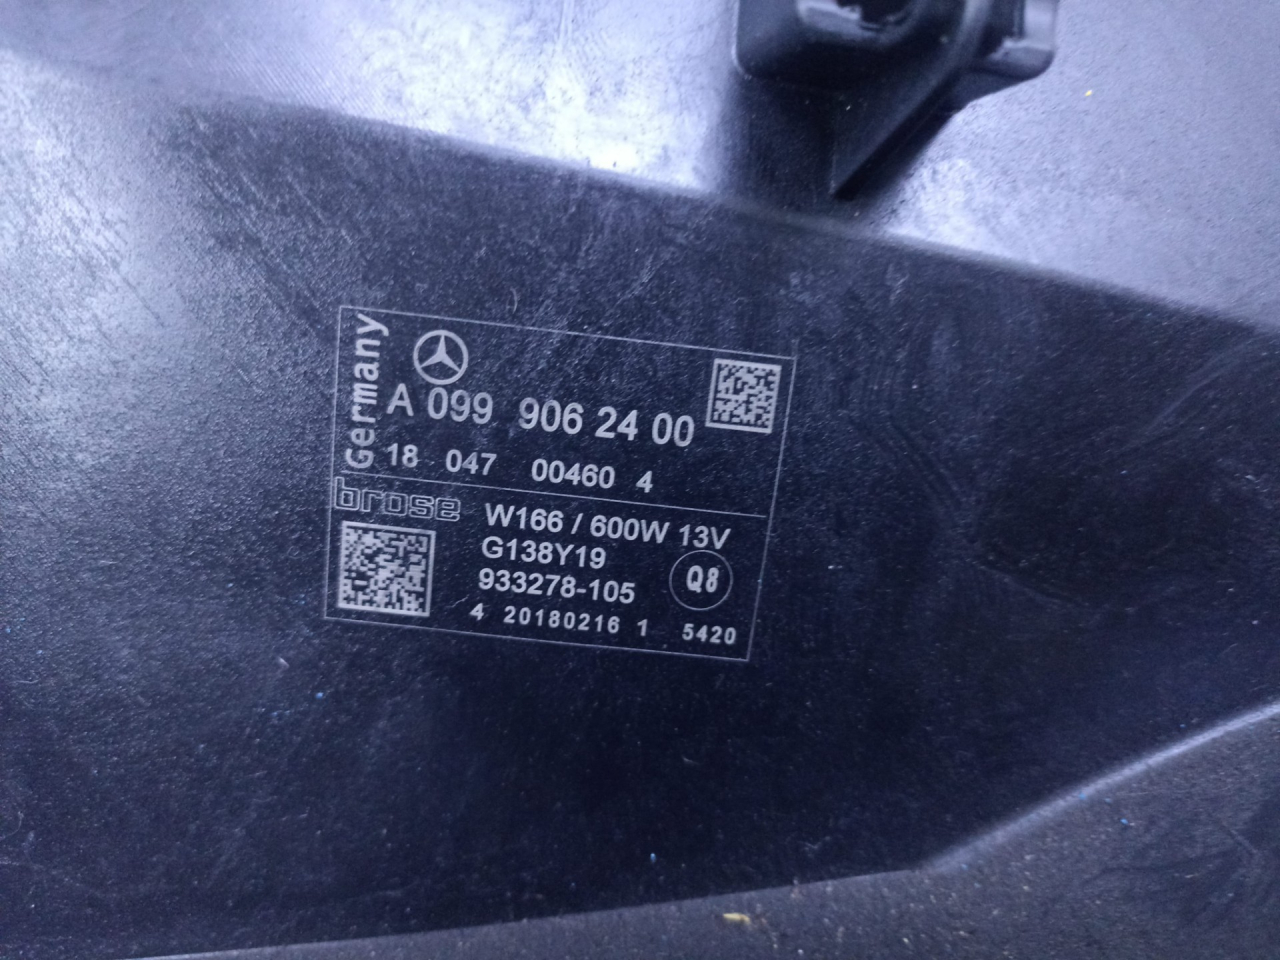 Germany
A 099 906 24 00
18 047 00460 4
brose
W166 / 600W 13V
G138Y19
933278-105
Q8
4 20180216 1 5420